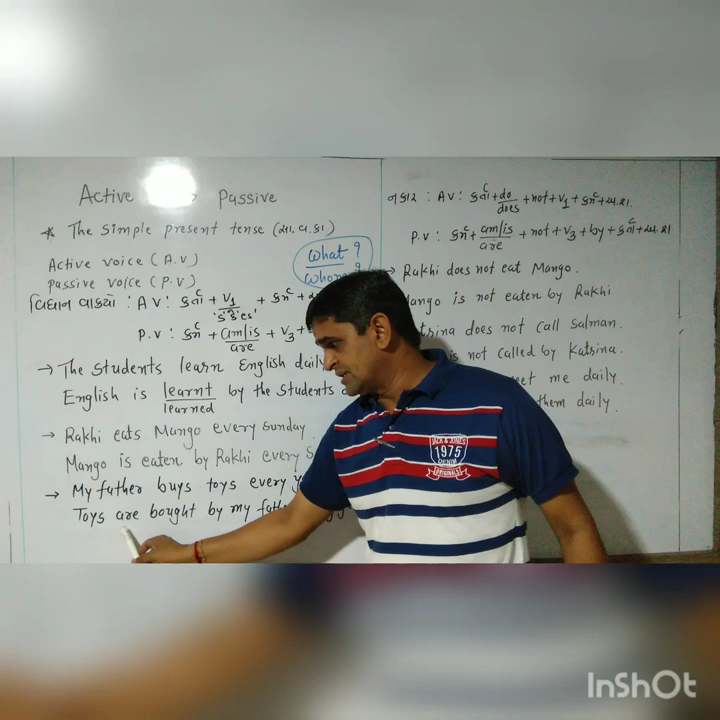 Active → Passive
* The Simple present tense (સા. વ. કા)
Active voice (A.V)
Passive voice (P.V)
What ?
Whom ?
વિધાન વાક્યો : A V : કર્તા + V1 + કર્મ +
's' 'es'
P.V : કર્મ + am/is/are + V3 +
→ The students learn English daily
English is learnt/learned by the students
→ Rakhi eats Mango every sunday
Mango is eaten by Rakhi every
→ My father buys toys every
Toys are bought by my
નકાર : A V : કર્તા + do/does + not + V1 + કર્મ +
P.V : કર્મ + am/is/are + not + V3 + by + કર્તા +
→ Rakhi does not eat Mango.
Mango is not eaten by Rakhi
does not call Salman.
is not called by Katrina.
me daily.
them daily.
JACK & JONES
1975
DENIM
ORIGINALS
InShOt